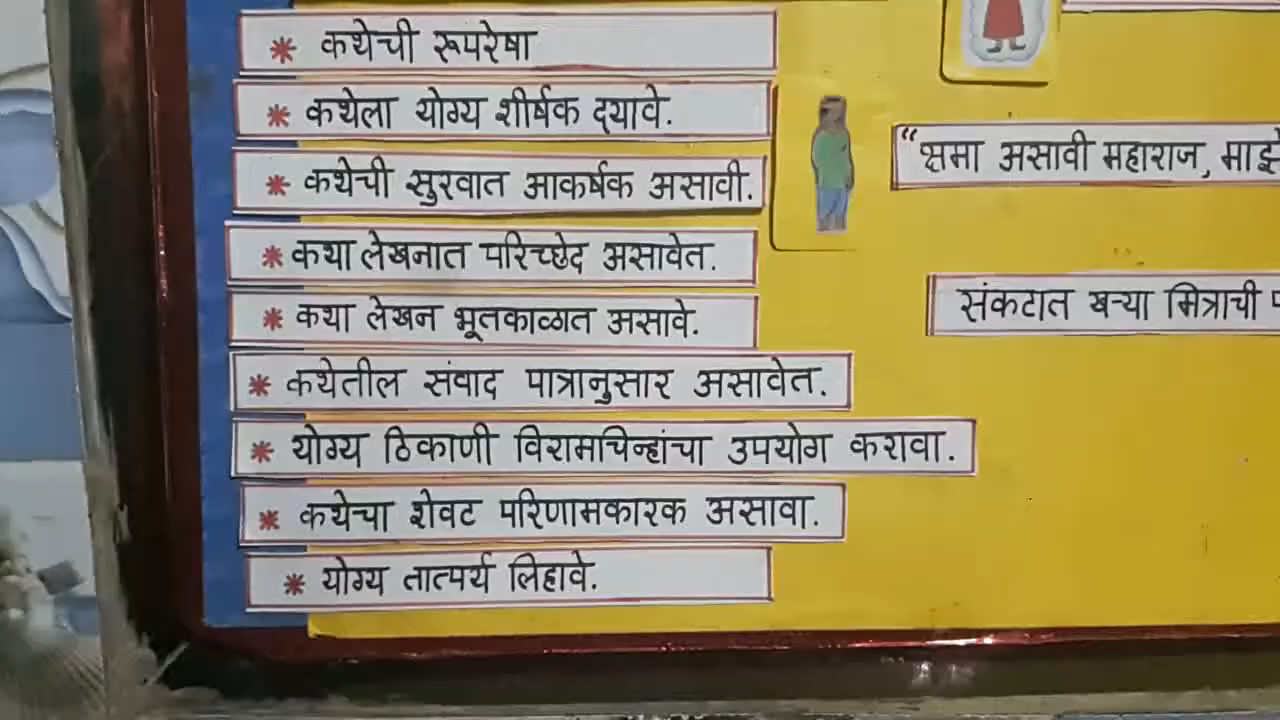 * कथेची रूपरेषा
* कथेला योग्य शीर्षक दयावे.
* कथेची सुरवात आकर्षक असावी.
* कथा लेखनात परिच्छेद असावेत.
* कथा लेखन भूतकाळात असावे.
* कथेतील संवाद पात्रानुसार असावेत.
* योग्य ठिकाणी विरामचिन्हांचा उपयोग करावा.
* कथेचा शेवट परिणामकारक असावा.
* योग्य तात्पर्य लिहावे.
“क्षमा असावी महाराज, माझे
संकटात खऱ्या मित्राची